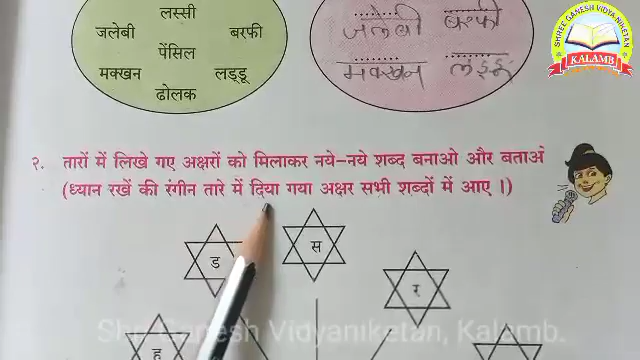 लस्सी
जलेबी
बरफी
पेंसिल
मक्खन
लड्डू
ढोलक
जलेबी
बरफी
मक्खन
लड्डू
SHREE GANESH VIDYANIKETAN
KALAMB
२. तारों में लिखे गए अक्षरों को मिलाकर नये-नये शब्द बनाओ और बताओ
(ध्यान रखें की रंगीन तारे में दिया गया अक्षर सभी शब्दों में आए ।)
स
ड
र
ह
Shri Ganesh Vidyaniketan, Kalamb.